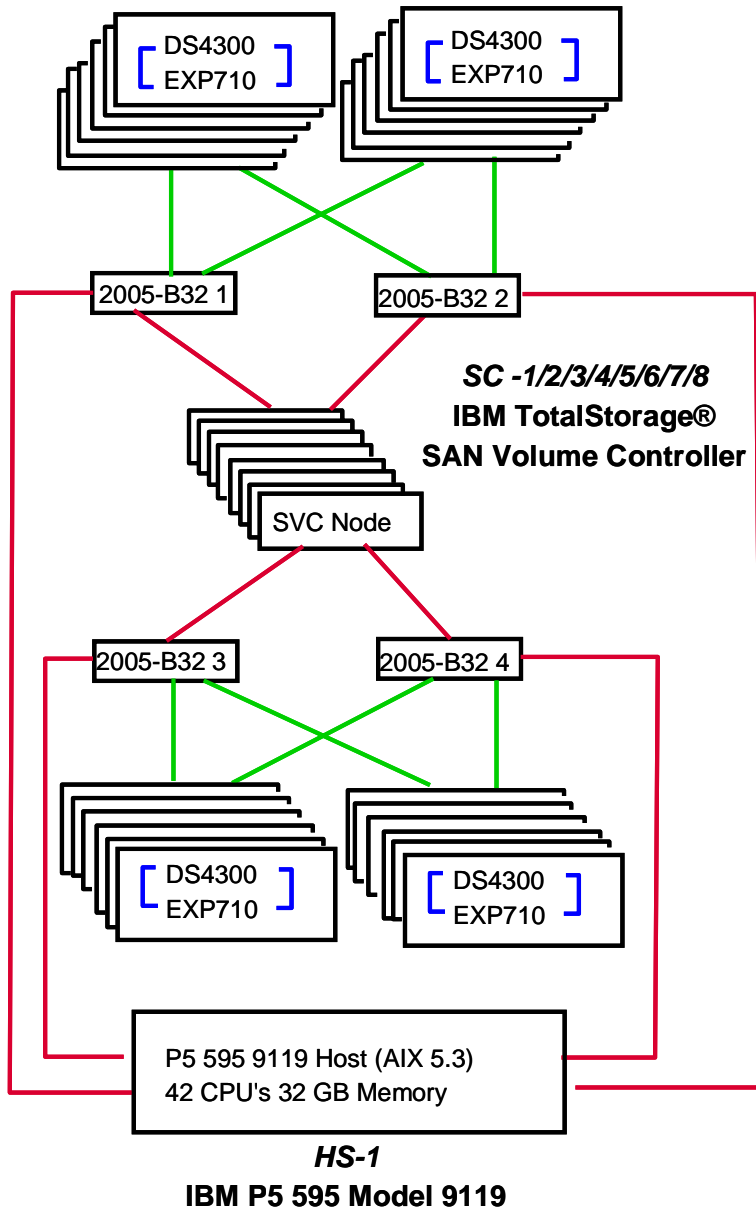 DS4300
EXP710
DS4300
EXP710
2005-B32 1
2005-B32 2
SC -1/2/3/4/5/6/7/8
IBM TotalStorage®
SAN Volume Controller
SVC Node
2005-B32 3
2005-B32 4
DS4300
EXP710
DS4300
EXP710
P5 595 9119 Host (AIX 5.3)
42 CPU's 32 GB Memory
HS-1
IBM P5 595 Model 9119